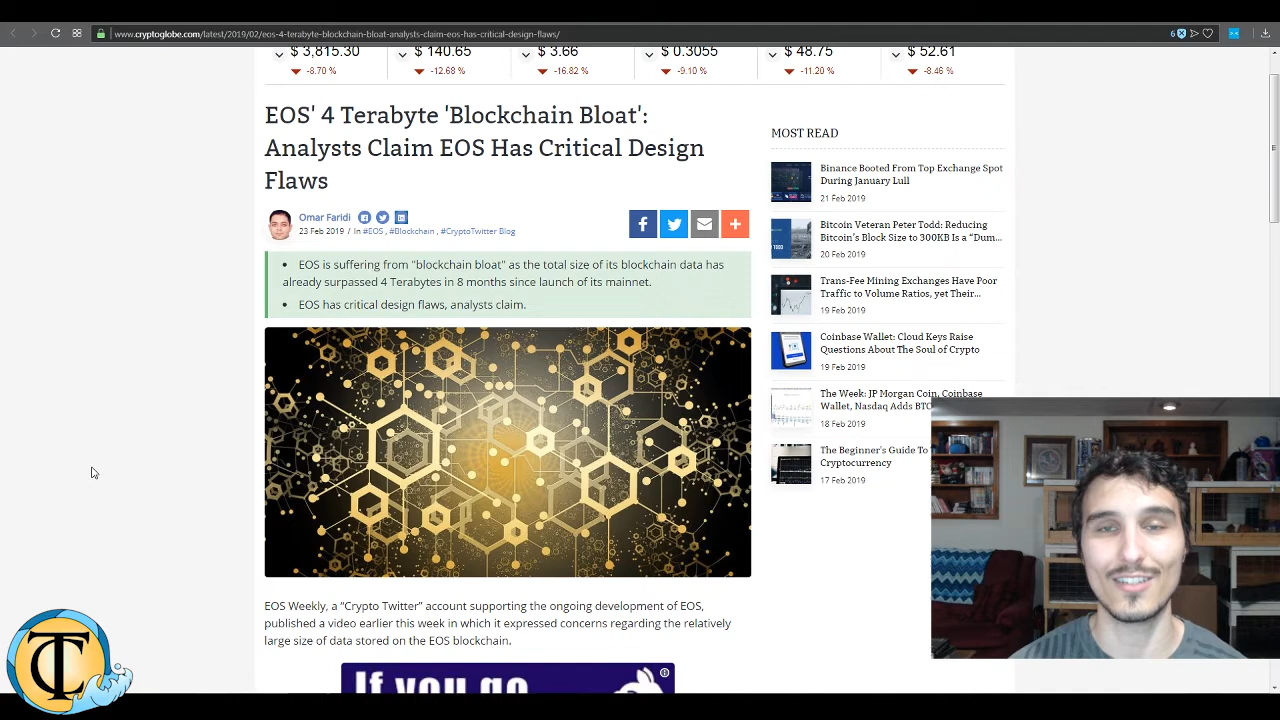 www.cryptoglobe.com/latest/2019/02/eos-4-terabyte-blockchain-bloat-analysts-claim-eos-has-critical-design-flaws/
6
$ 3,815.30 $ 140.65 $ 3.66 $ 0.3055 $ 48.75 $ 52.61
-8.70 % -12.68 % -16.82 % -9.10 % -11.20 % -8.46 %
EOS' 4 Terabyte 'Blockchain Bloat':
Analysts Claim EOS Has Critical Design
Flaws
Omar Faridi
23 Feb 2019 / In #EOS , #Blockchain , #CryptoTwitter Blog
• EOS is suffering from "blockchain bloat" as the total size of its blockchain data has
already surpassed 4 Terabytes in 8 months since launch of its mainnet.
• EOS has critical design flaws, analysts claim.
EOS Weekly, a "Crypto Twitter" account supporting the ongoing development of EOS,
published a video earlier this week in which it expressed concerns regarding the relatively
large size of data stored on the EOS blockchain.
If you go
MOST READ
Binance Booted From Top Exchange Spot
During January Lull
21 Feb 2019
Bitcoin Veteran Peter Todd: Reducing
Bitcoin's Block Size to 300KB Is a "Dum...
20 Feb 2019
Trans-Fee Mining Exchanges Have Poor
Traffic to Volume Ratios, yet Their...
19 Feb 2019
Coinbase Wallet: Cloud Keys Raise
Questions About The Soul of Crypto
19 Feb 2019
The Week: JP Morgan Coin, Coinbase
Wallet, Nasdaq Adds BTC
18 Feb 2019
The Beginner's Guide To
Cryptocurrency
17 Feb 2019
TC